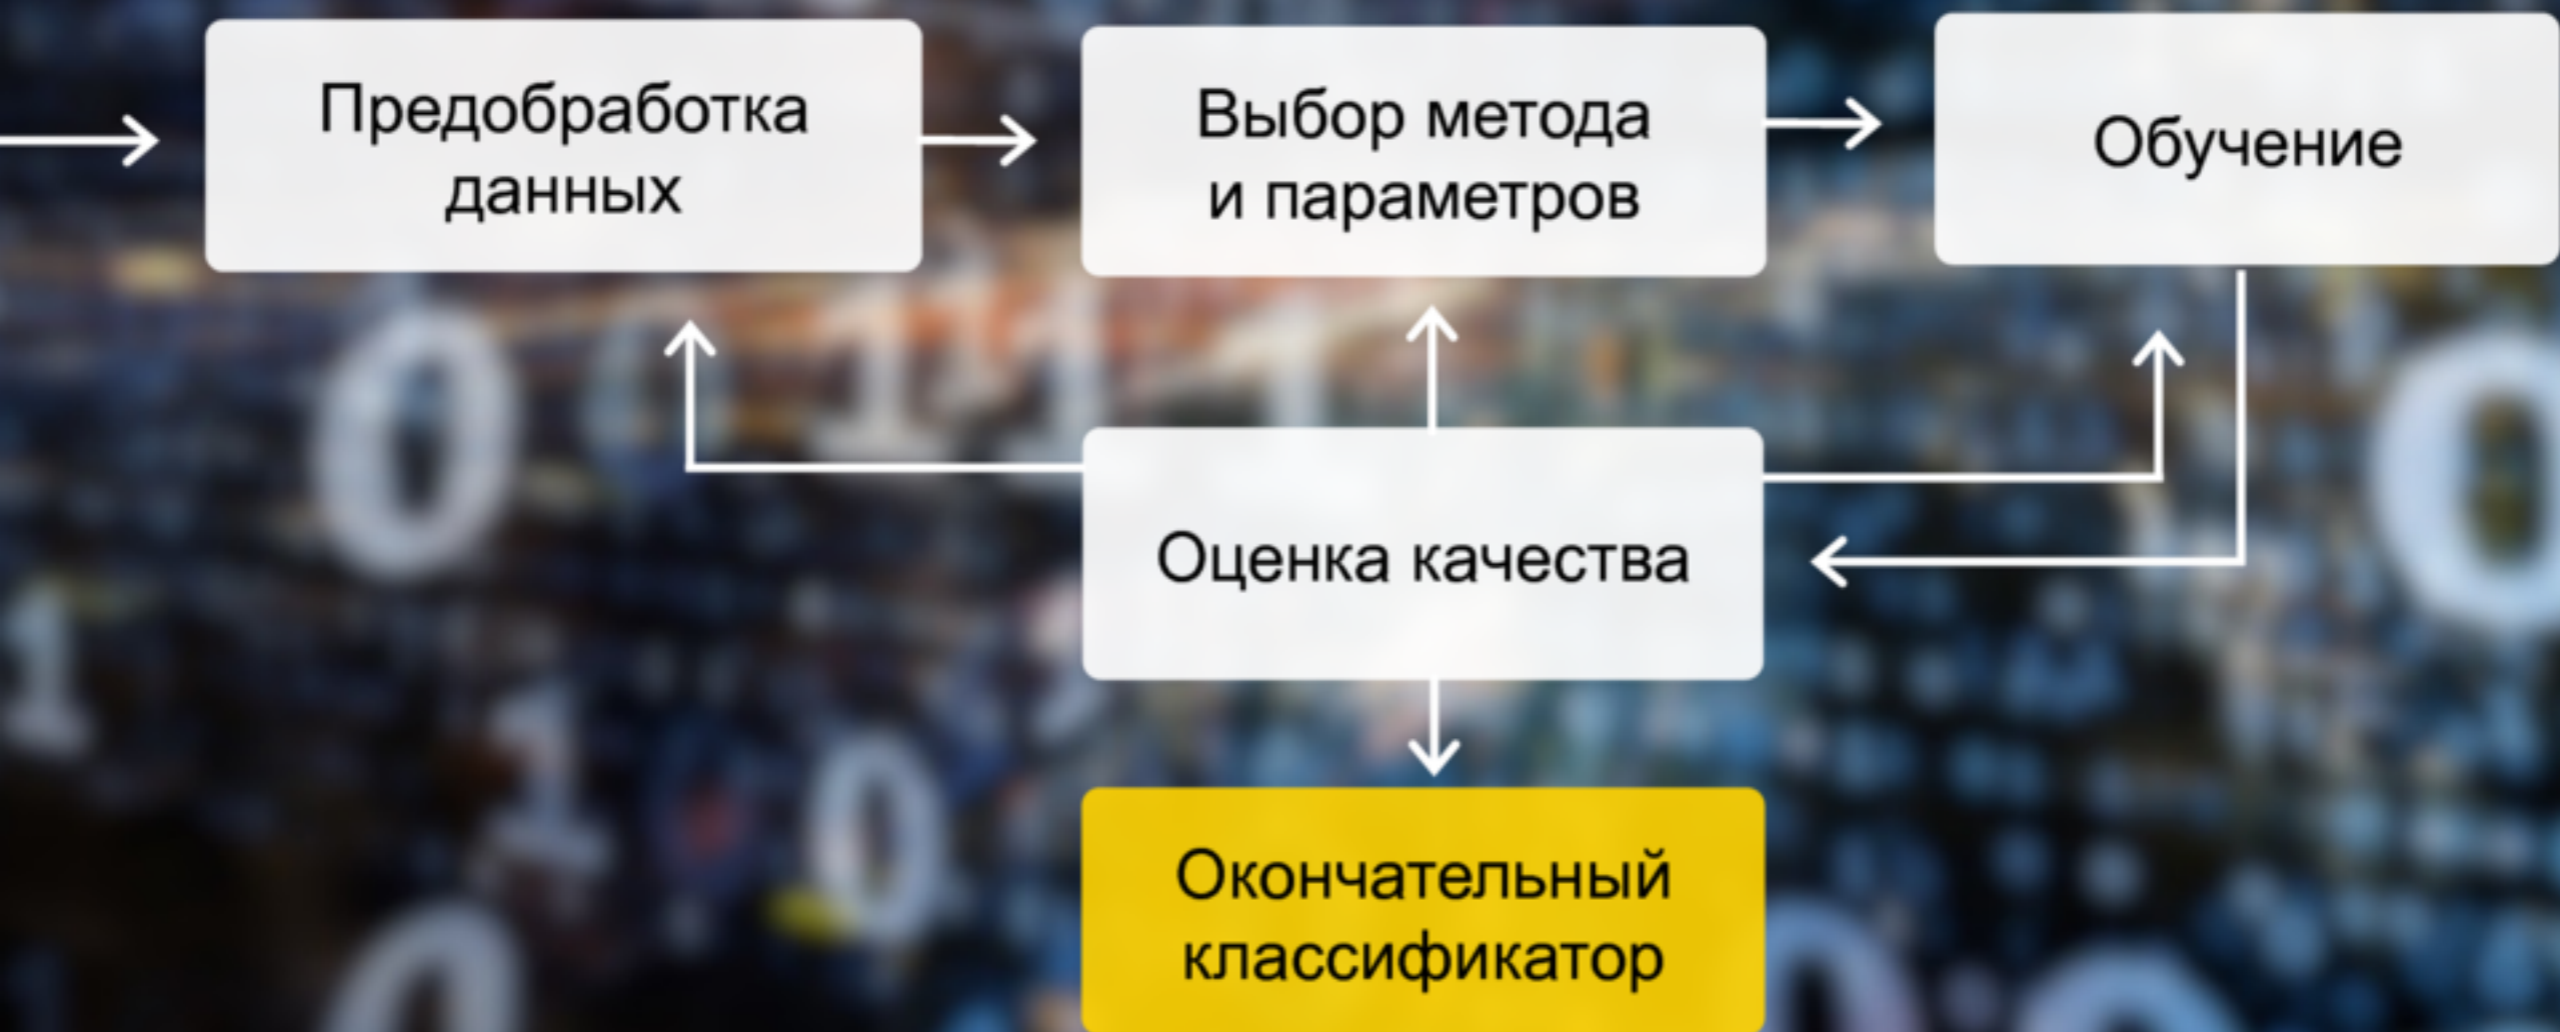 Предобработка
данных
Выбор метода
и параметров
Обучение
Оценка качества
Окончательный
классификатор